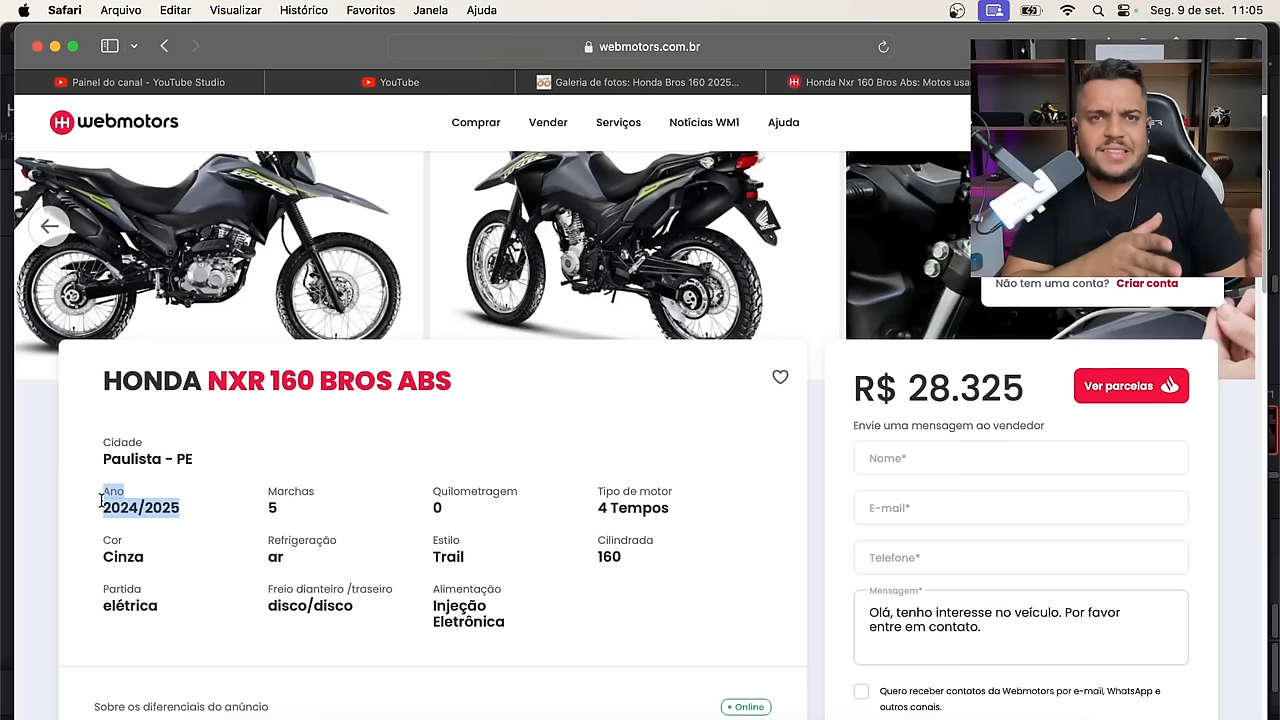 Safari Arquivo Editar Visualizar Histórico Favoritos Janela Ajuda Seg. 9 de set. 11:05
webmotors.com.br
Painel do canal - YouTube Studio YouTube Galeria de fotos: Honda Bros 160 2025... Honda Nxr 160 Bros Abs: Motos usa
webmotors Comprar Vender Serviços Notícias WM1 Ajuda
Não tem uma conta? Criar conta
HONDA NXR 160 BROS ABS
Cidade
Paulista - PE
Ano Marchas Quilometragem Tipo de motor
2024/2025 5 0 4 Tempos
Cor Refrigeração Estilo Cilindrada
Cinza ar Trail 160
Partida Freio dianteiro /traseiro Alimentação
elétrica disco/disco Injeção
Eletrônica
Sobre os diferenciais do anúncio Online
R$ 28.325 Ver parcelas
Envie uma mensagem ao vendedor
Nome*
E-mail*
Telefone*
Mensagem*
Olá, tenho interesse no veículo. Por favor
entre em contato.
Quero receber contatos da Webmotors por e-mail, WhatsApp e
outros canais.